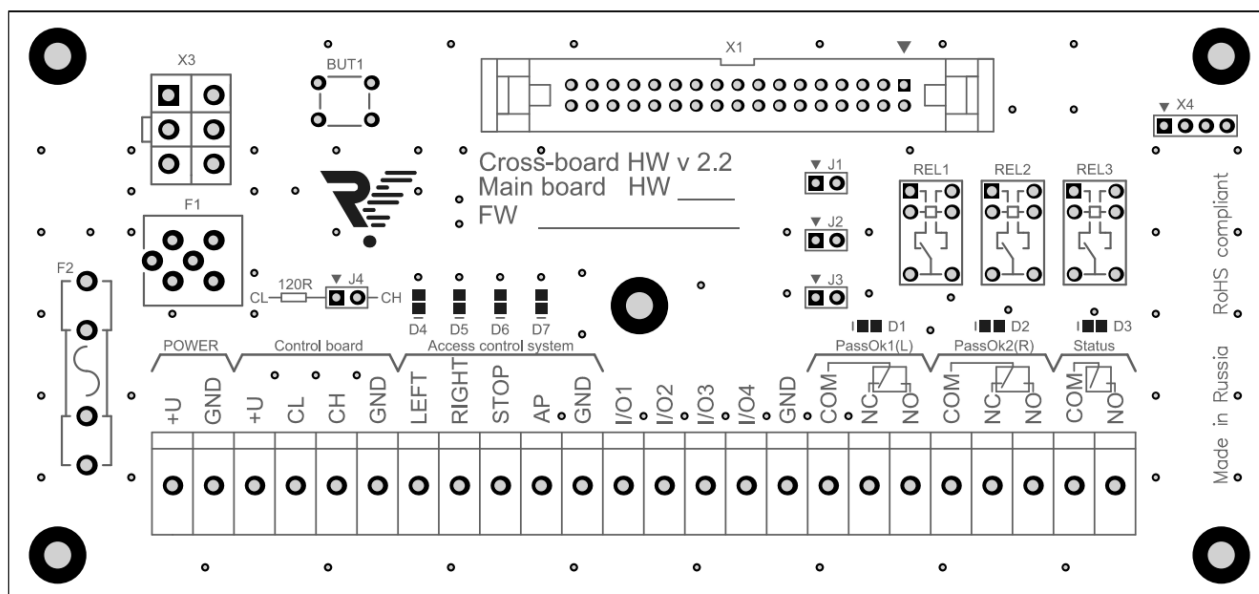 X3
BUT1
X1
X4
Cross-board HW v 2.2
Main board HW
FW
J1
REL1
REL2
REL3
F1
J2
F2
120R
J4
CL
CH
J3
D4
D5
D6
D7
D1
D2
D3
POWER
Control board
Access control system
PassOk1(L)
PassOk2(R)
Status
+U
GND
+U
CL
CH
GND
LEFT
RIGHT
STOP
AP
GND
I/O1
I/O2
I/O3
I/O4
GND
COM
NC
NO
COM
NC
NO
COM
NO
Made in Russia RoHS compliant